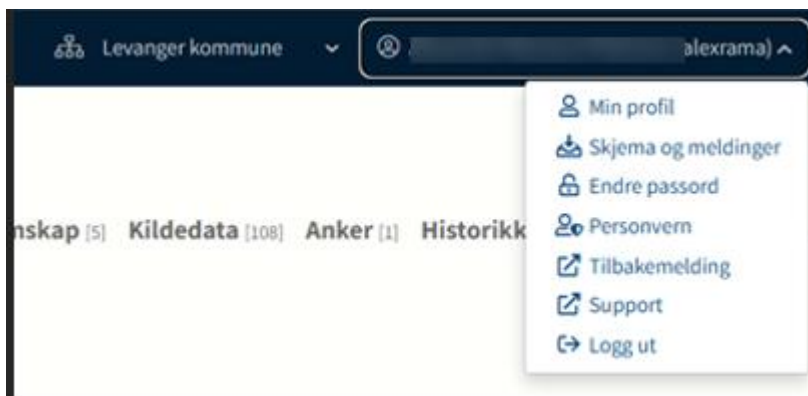 Levanger kommune
alexrama)
Min profil
Skjema og meldinger
Endre passord
nskap [5] Kildedata [108] Anker [1] Historikk
Personvern
Tilbakemelding
Support
Logg ut